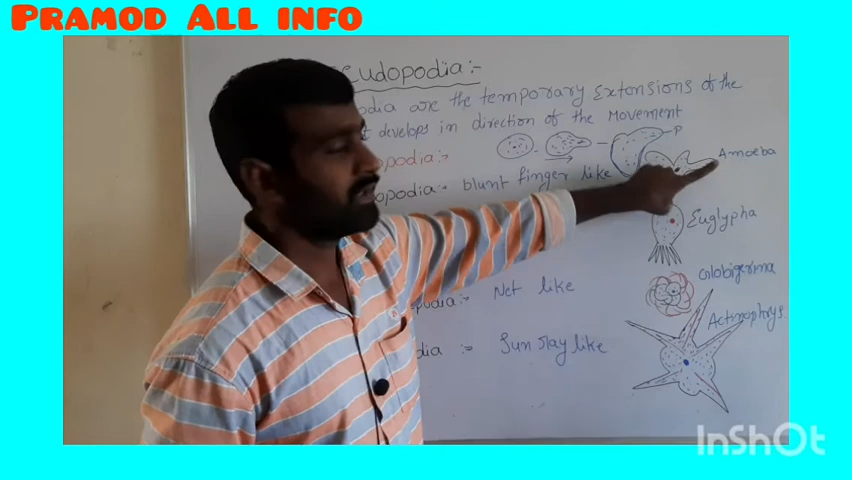 PRAMOD ALL INFO
eudopodia :-
odia are the temporary Extensions of the
t develops in direction of the movement
opodia :-
P
Amoeba
opodia :- blunt finger like
Euglypha
Globigerina
podia :- Net like
Actinophrys
dia := Sun ray like
InShOt